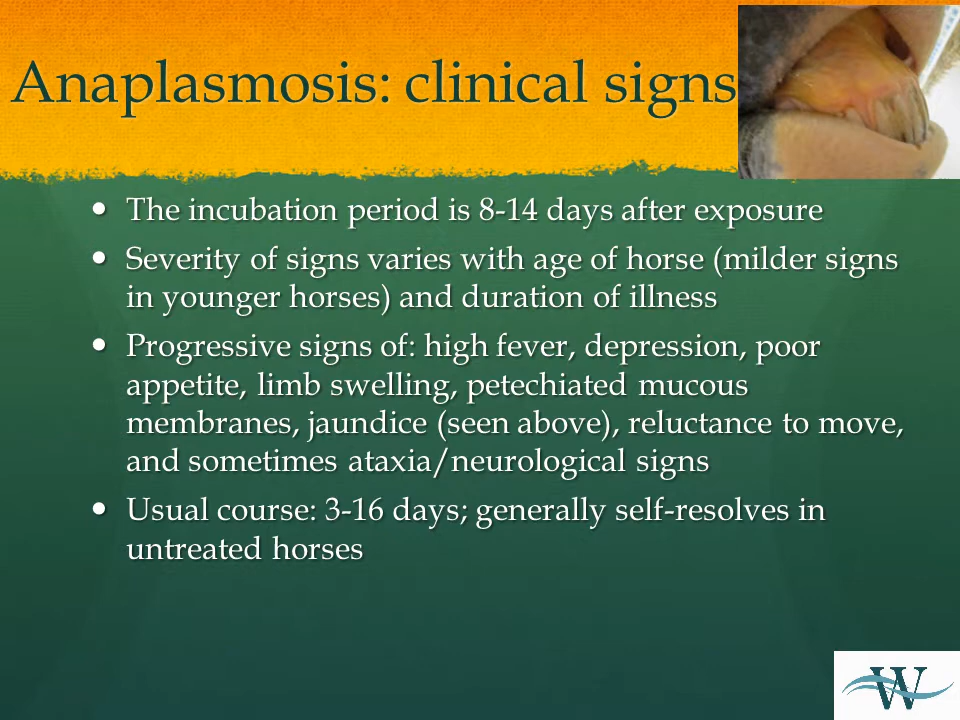 Anaplasmosis: clinical signs
• The incubation period is 8-14 days after exposure
• Severity of signs varies with age of horse (milder signs
in younger horses) and duration of illness
• Progressive signs of: high fever, depression, poor
appetite, limb swelling, petechiated mucous
membranes, jaundice (seen above), reluctance to move,
and sometimes ataxia/neurological signs
• Usual course: 3-16 days; generally self-resolves in
untreated horses
W